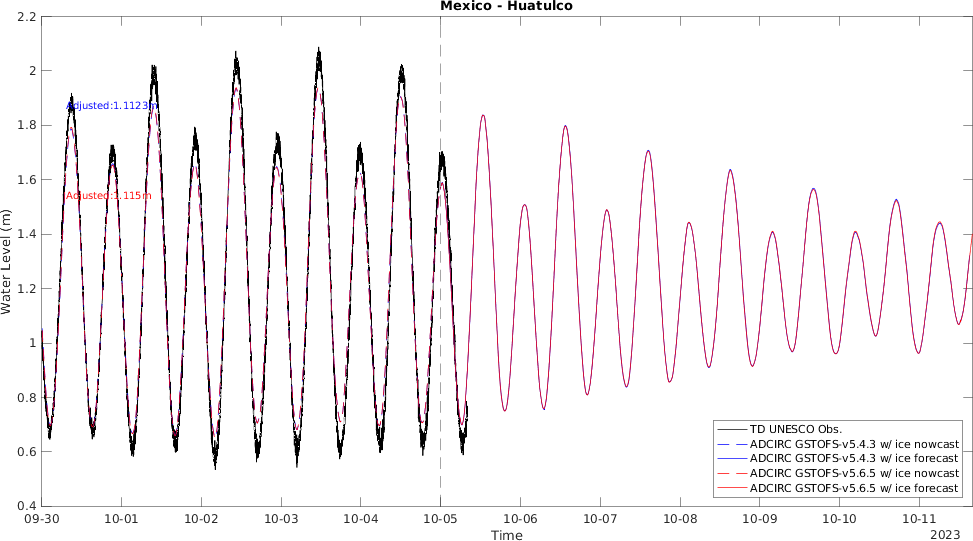 Mexico - Huatulco
2.2
2
1.8
1.6
1.4
1.2
1
0.8
0.6
0.4
Water Level (m)
Adjusted:1.1123m
Adjusted:1.115m
TD UNESCO Obs.
ADCIRC GSTOFS-v5.4.3 w/ ice nowcast
ADCIRC GSTOFS-v5.4.3 w/ ice forecast
ADCIRC GSTOFS-v5.6.5 w/ ice nowcast
ADCIRC GSTOFS-v5.6.5 w/ ice forecast
09-30 10-01 10-02 10-03 10-04 10-05 10-06 10-07 10-08 10-09 10-10 10-11
Time
2023